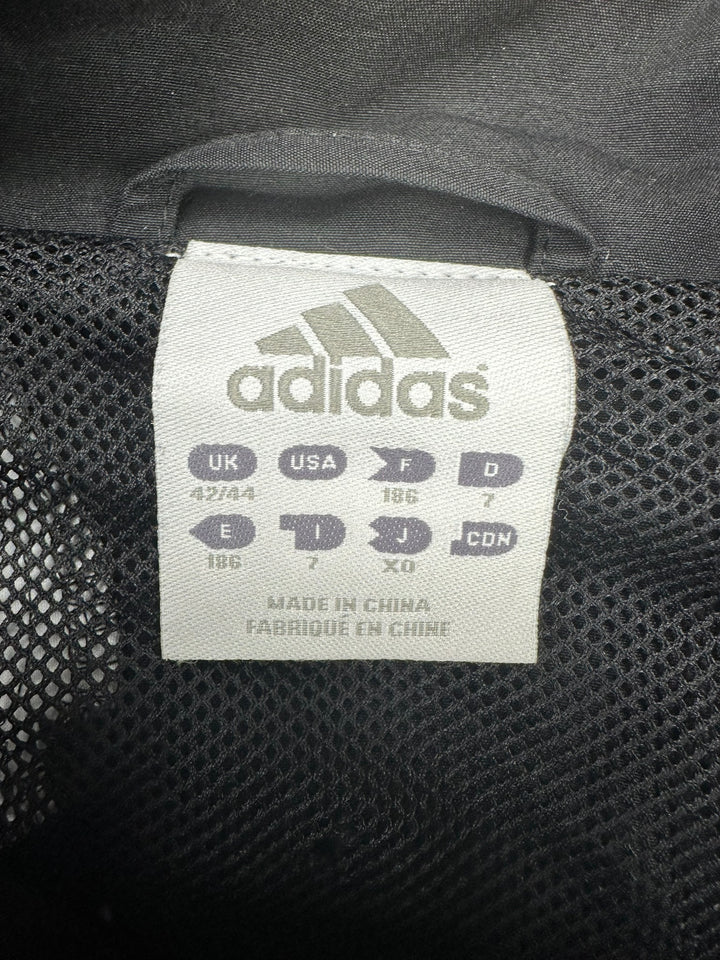 adidas
UK USA F D
42/44 186 7
E I J CDN
186 7 XO
MADE IN CHINA
FABRIQUÉ EN CHINE